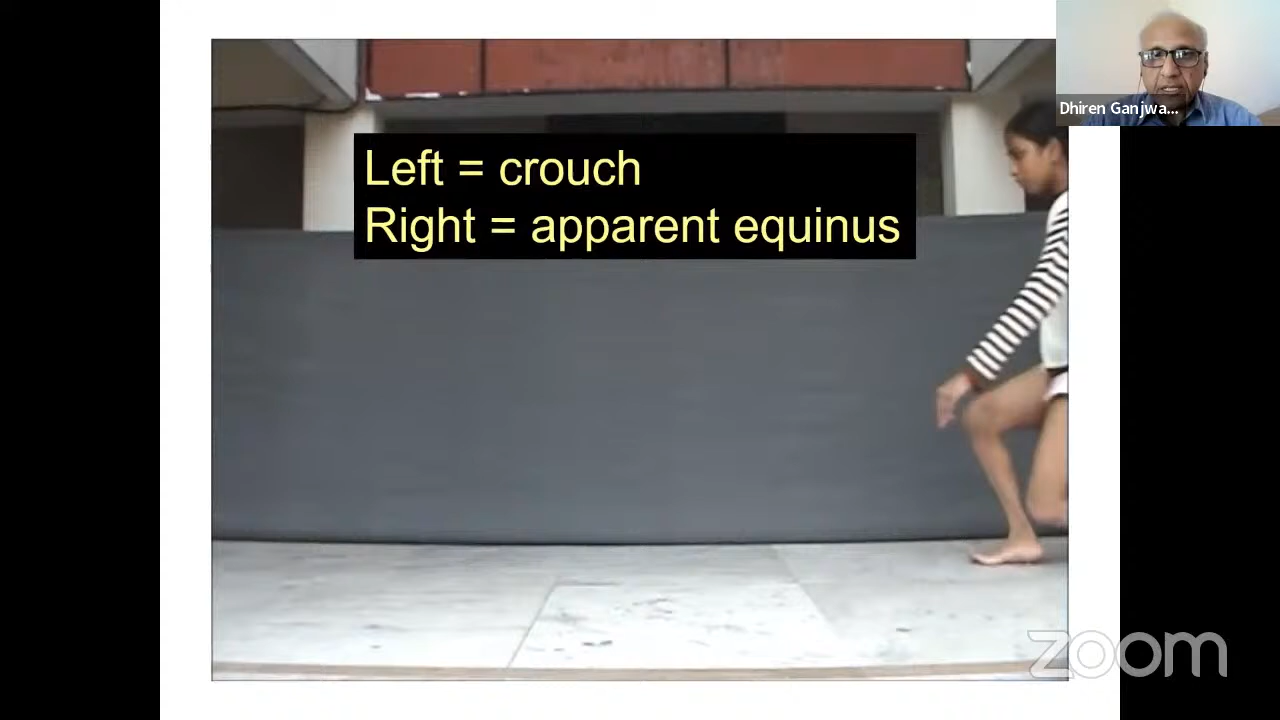 Left = crouch
Right = apparent equinus
Dhiren Ganjwa...
zoom